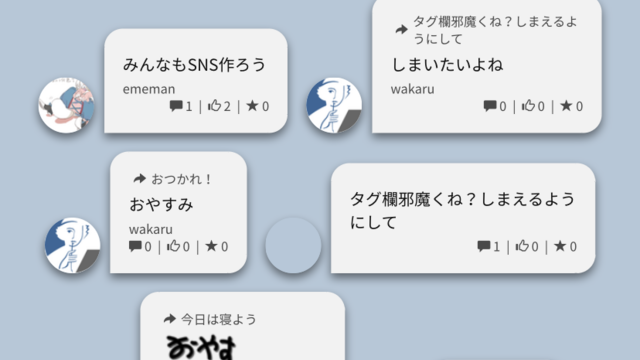 みんなもSNS作ろう
ememan
1 | 2 | 0
タグ欄邪魔くね？しまえるよ
うにして
しまいたいよね
wakaru
0 | 0 | 0
おつかれ！
おやすみ
wakaru
0 | 0 | 0
タグ欄邪魔くね？しまえるよう
にして
1 | 0 | 0
今日は寝よう
おやす